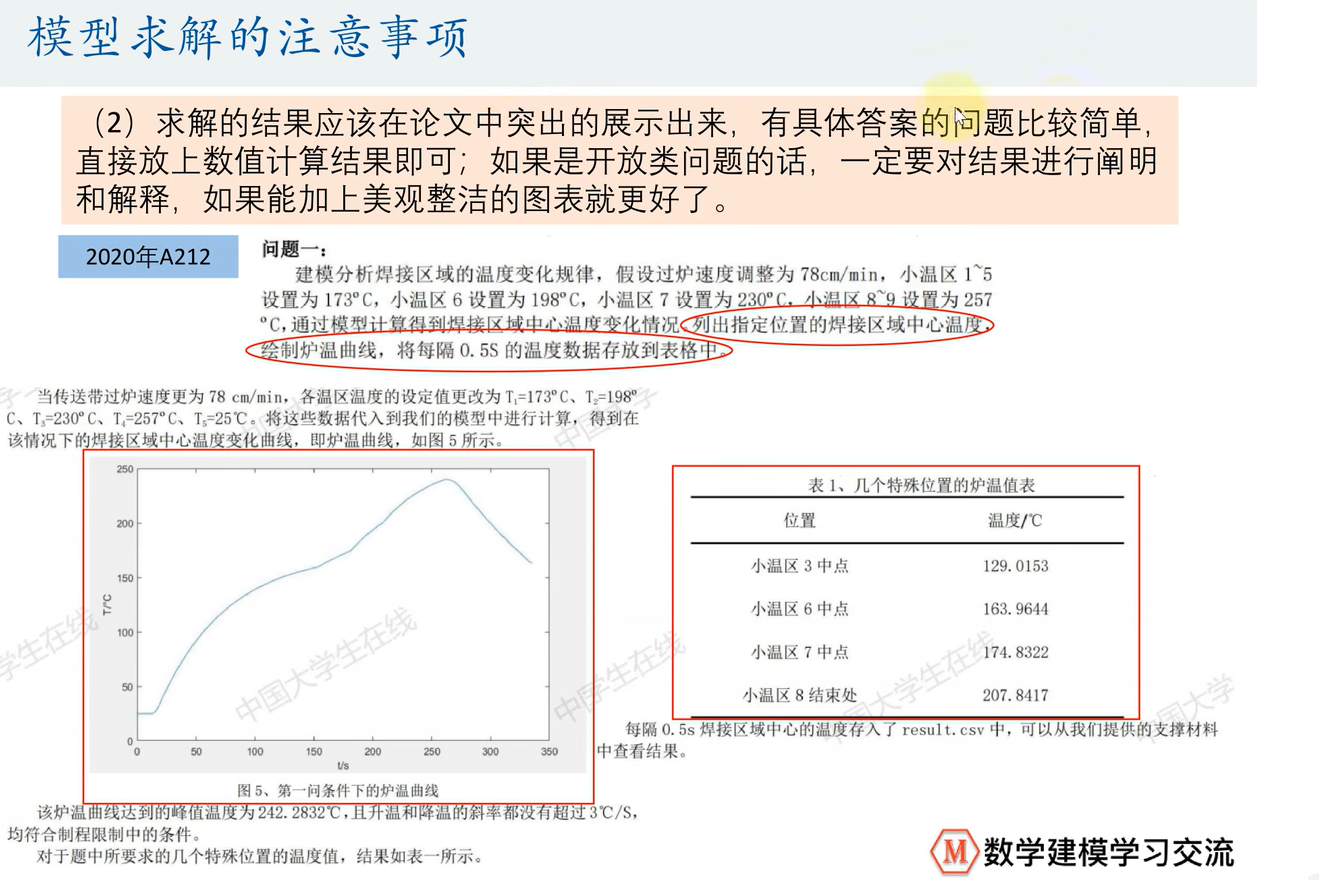 模型求解的注意事项
（2）求解的结果应该在论文中突出的展示出来，有具体答案的问题比较简单，
直接放上数值计算结果即可；如果是开放类问题的话，一定要对结果进行阐明
和解释，如果能加上美观整洁的图表就更好了。
2020年A212
问题一：
建模分析焊接区域的温度变化规律，假设过炉速度调整为 78cm/min，小温区 1~5
设置为 173°C，小温区 6 设置为 198°C，小温区 7 设置为 230°C，小温区 8~9 设置为 257
°C，通过模型计算得到焊接区域中心温度变化情况。列出指定位置的焊接区域中心温度，
绘制炉温曲线，将每隔 0.5S 的温度数据存放到表格中。
当传送带过炉速度更为 78 cm/min，各温区温度的设定值更改为 T₁=173°C、T₂=198°
C、T₃=230°C、T₄=257°C、T₅=25℃。将这些数据代入到我们的模型中进行计算，得到在
该情况下的焊接区域中心温度变化曲线，即炉温曲线，如图 5 所示。
250
200
150
100
50
0
T/°C
0 50 100 150 200 250 300 350
t/s
图 5、第一问条件下的炉温曲线
该炉温曲线达到的峰值温度为 242.2832℃，且升温和降温的斜率都没有超过 3℃/S，
均符合制程限制中的条件。
对于题中所要求的几个特殊位置的温度值，结果如表一所示。
表 1、几个特殊位置的炉温值表
位置 温度/℃
小温区 3 中点 129.0153
小温区 6 中点 163.9644
小温区 7 中点 174.8322
小温区 8 结束处 207.8417
每隔 0.5s 焊接区域中心的温度存入了 result.csv 中，可以从我们提供的支撑材料
中查看结果。
中国大学生在线
M 数学建模学习交流